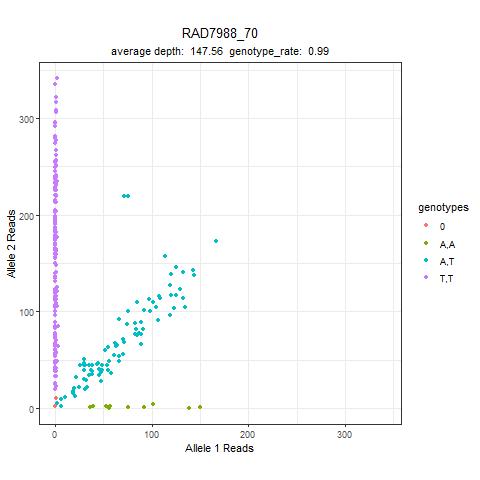 RAD7988_70
average depth:  147.56  genotype_rate:  0.99
Allele 2 Reads
300
200
100
0
0 100 200 300
Allele 1 Reads
genotypes
0
A,A
A,T
T,T